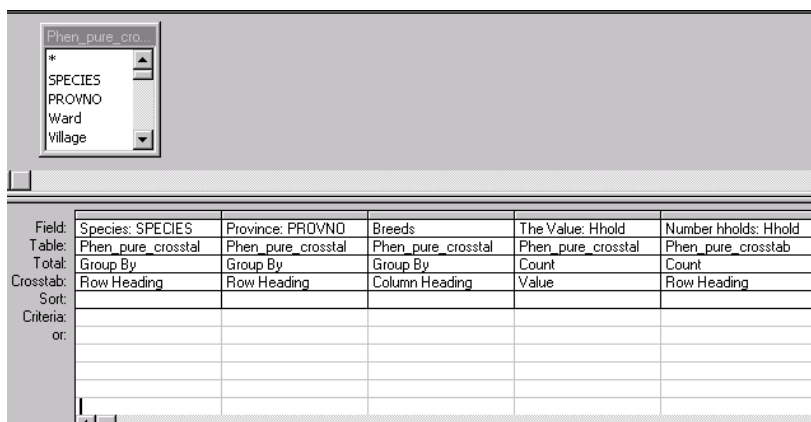 Phen_pure_cro...
*
SPECIES
PROVNO
Ward
Village
Field: Species: SPECIES Province: PROVNO Breeds The Value: Hhold Number hholds: Hhold
Table: Phen_pure_crosstal Phen_pure_crosstal Phen_pure_crosstal Phen_pure_crosstal Phen_pure_crosstab
Total: Group By Group By Group By Count Count
Crosstab: Row Heading Row Heading Column Heading Value Row Heading
Sort:
Criteria:
or: